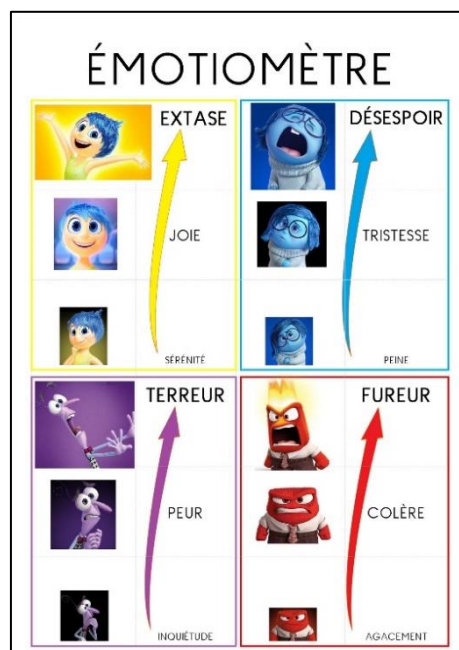 ÉMOTIOMÈTRE
EXTASE
JOIE
SÉRÉNITÉ
DÉSESPOIR
TRISTESSE
PEINE
TERREUR
PEUR
INQUIÉTUDE
FUREUR
COLÈRE
AGACEMENT